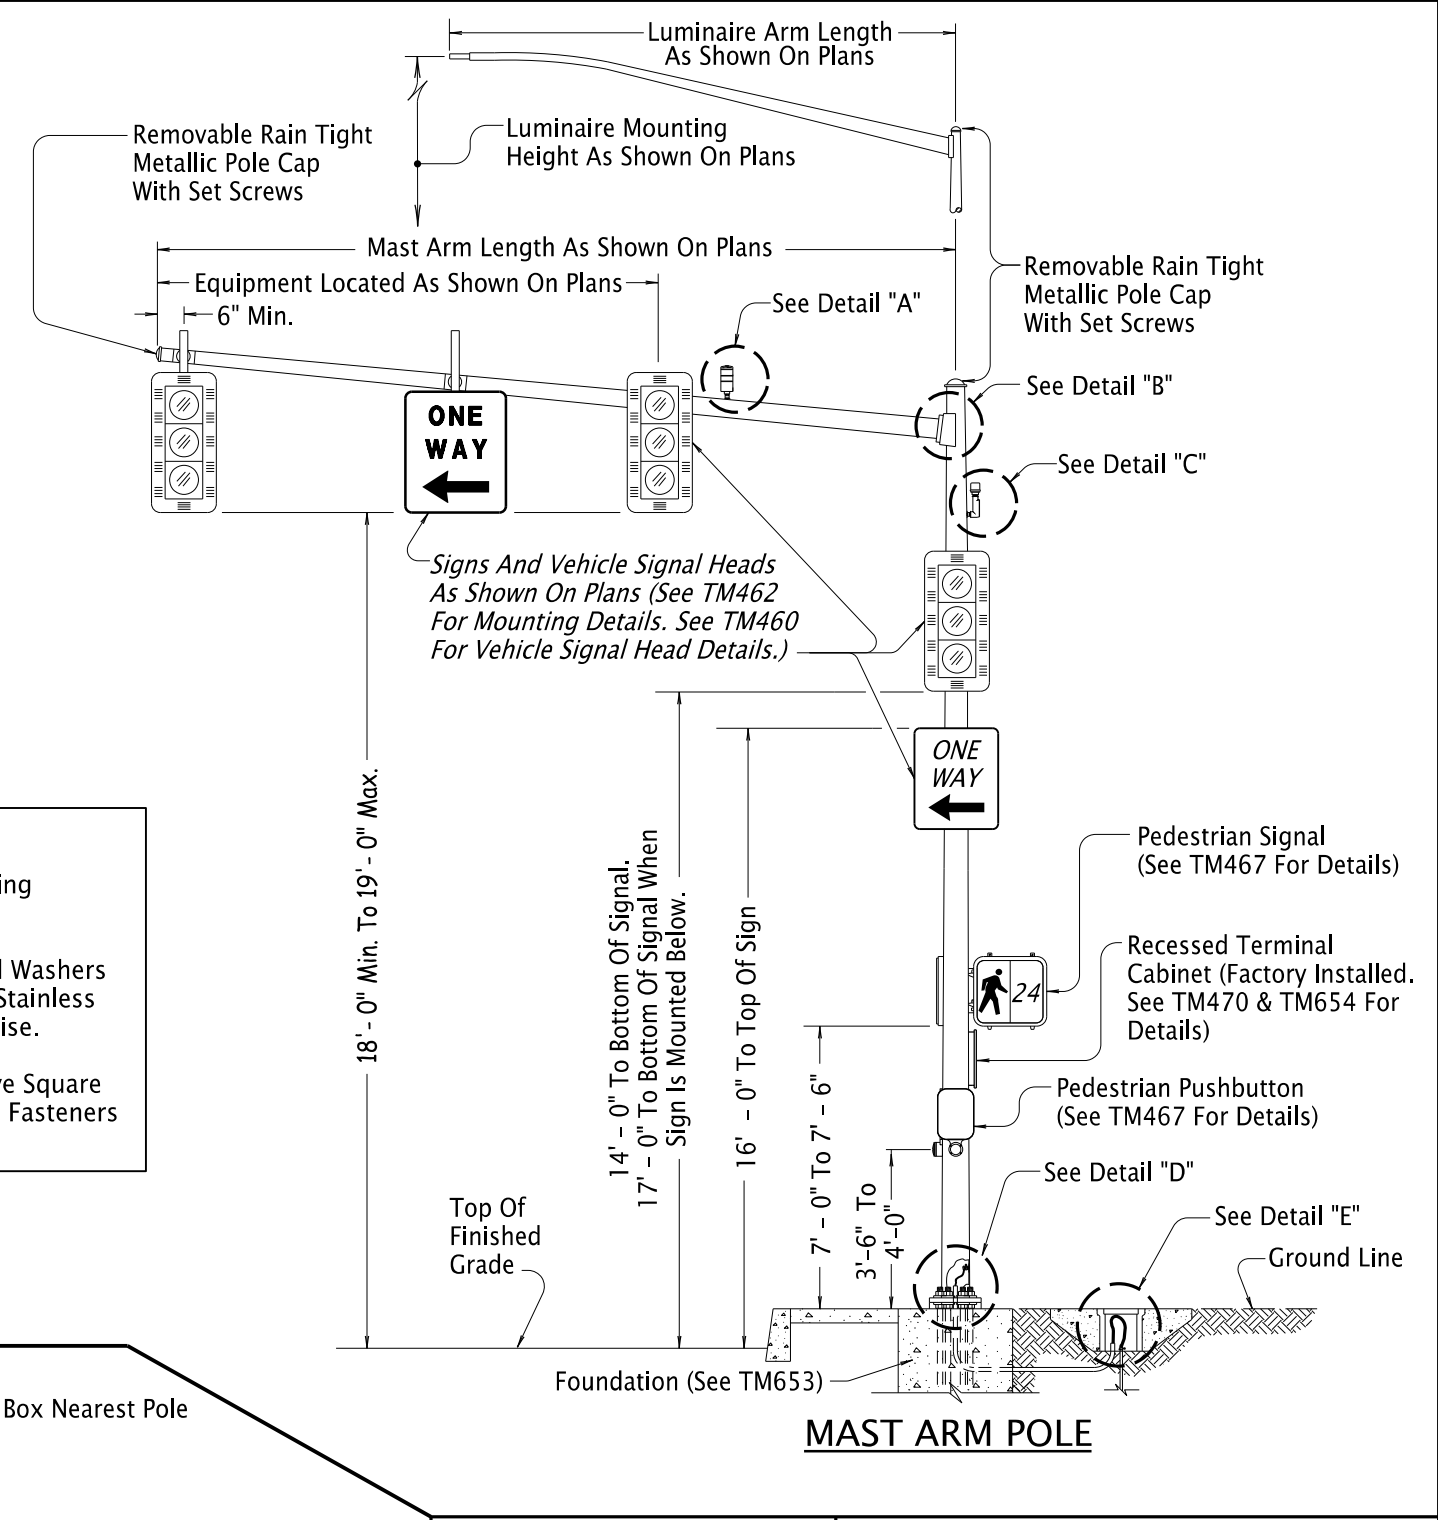 Luminaire Arm Length
As Shown On Plans
Removable Rain Tight
Metallic Pole Cap
With Set Screws
Luminaire Mounting
Height As Shown On Plans
Mast Arm Length As Shown On Plans
Equipment Located As Shown On Plans
6" Min.
See Detail "A"
Removable Rain Tight
Metallic Pole Cap
With Set Screws
See Detail "B"
ONE
WAY
See Detail "C"
Signs And Vehicle Signal Heads
As Shown On Plans (See TM462
For Mounting Details. See TM460
For Vehicle Signal Head Details.)
ONE
WAY
18'- 0" Min. To 19'- 0" Max.
14' - 0" To Bottom Of Signal.
17' - 0" To Bottom Of Signal When
Sign Is Mounted Below.
16' - 0" To Top Of Sign
7' - 0" To 7' - 6"
3'-6" To
4'-0"
Pedestrian Signal
(See TM467 For Details)
24
Recessed Terminal
Cabinet (Factory Installed.
See TM470 & TM654 For
Details)
Pedestrian Pushbutton
(See TM467 For Details)
See Detail "D"
See Detail "E"
Ground Line
Top Of
Finished
Grade
Foundation (See TM653)
MAST ARM POLE
ing
Washers
Stainless
ise.
e Square
Fasteners
Box Nearest Pole